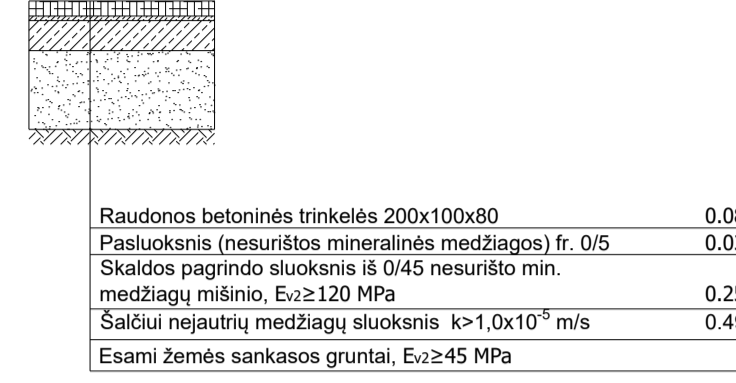 Raudonos betoninės trinkelės 200x100x80
Pasluoksnis (nesurištos mineralinės medžiagos) fr. 0/5
Skaldos pagrindo sluoksnis iš 0/45 nesurišto min.
medžiagų mišinio, Ev2≥120 MPa
Šalčiui nejautrių medžiagų sluoksnis k>1,0x10-5 m/s
Esami žemės sankasos gruntai, Ev2≥45 MPa